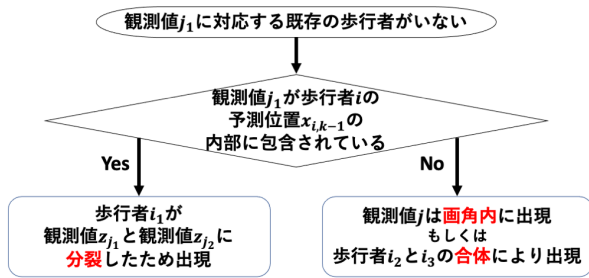 観測値j₁に対応する既存の歩行者がいない
観測値j₁が歩行者iの
予測位置x_{i,k−1}の
内部に包含されている
Yes
No
歩行者i₁が
観測値z_{j₁}と観測値z_{j₂}に
分裂したため出現
観測値jは画角内に出現
もしくは
歩行者i₂とi₃の合体により出現